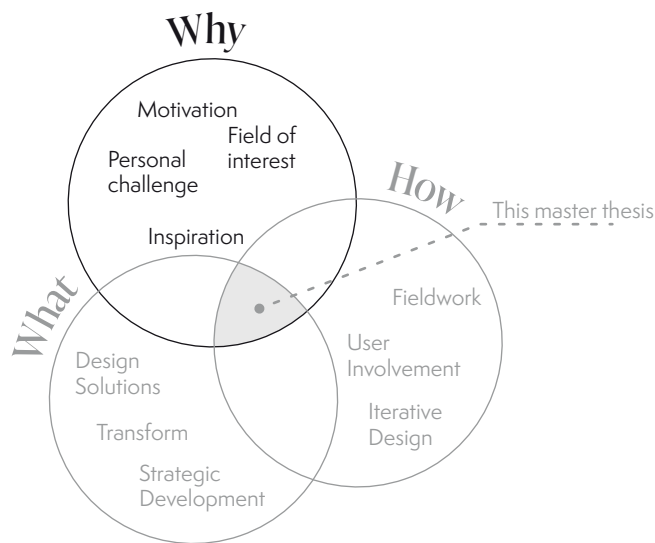 Why
Motivation
Field of
interest
Personal
challenge
Inspiration
How
This master thesis
Fieldwork
User
Involvement
Iterative
Design
What
Design
Solutions
Transform
Strategic
Development